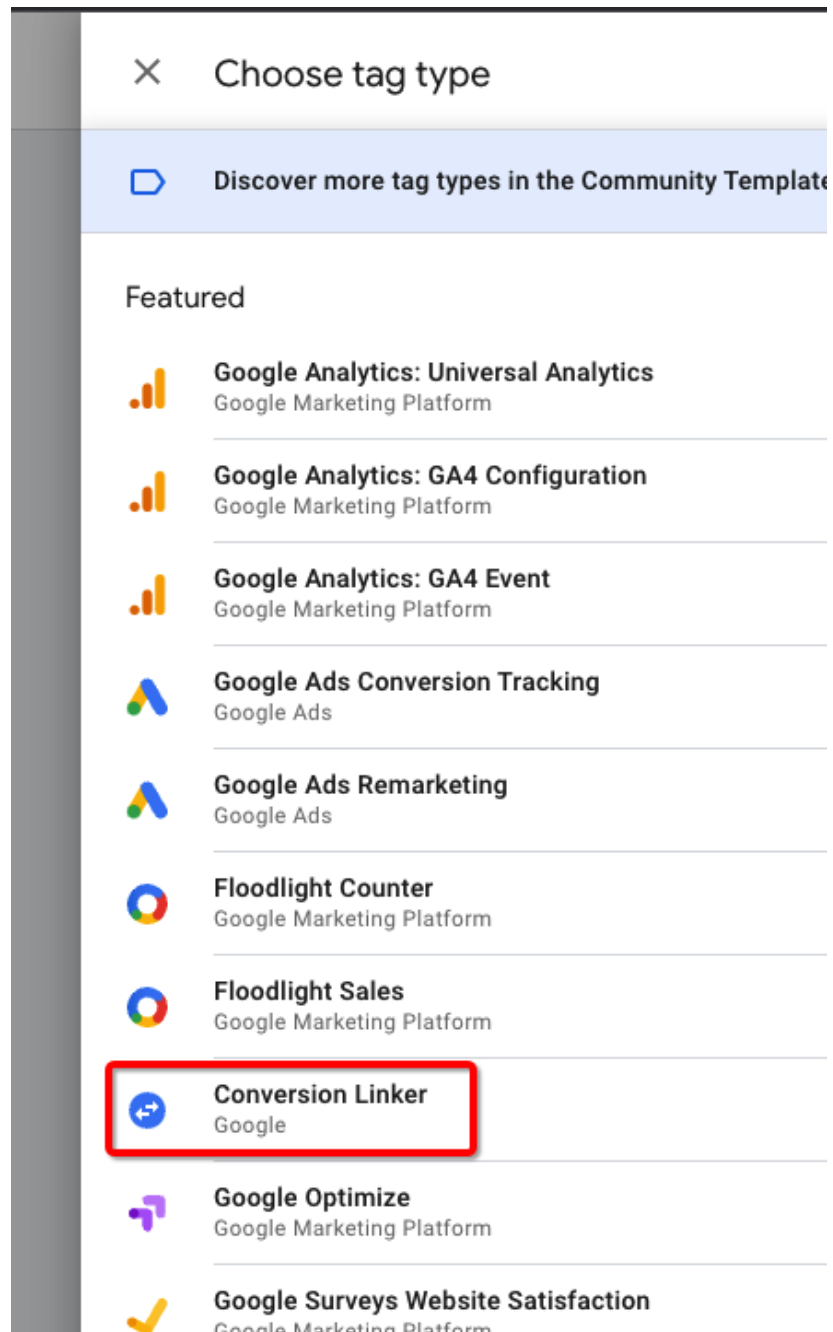 Choose tag type
Discover more tag types in the Community Template
Featured
Google Analytics: Universal Analytics
Google Marketing Platform
Google Analytics: GA4 Configuration
Google Marketing Platform
Google Analytics: GA4 Event
Google Marketing Platform
Google Ads Conversion Tracking
Google Ads
Google Ads Remarketing
Google Ads
Floodlight Counter
Google Marketing Platform
Floodlight Sales
Google Marketing Platform
Conversion Linker
Google
Google Optimize
Google Marketing Platform
Google Surveys Website Satisfaction
Google Marketing Platform